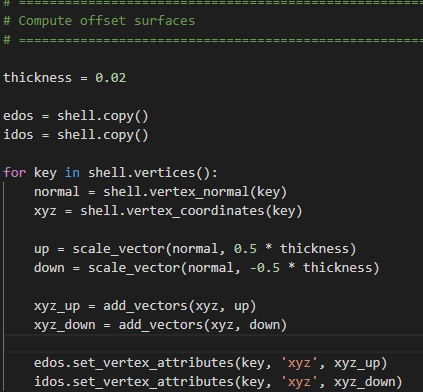 # ====================================================
# Compute offset surfaces
# ====================================================
thickness = 0.02
edos = shell.copy()
idos = shell.copy()
for key in shell.vertices():
    normal = shell.vertex_normal(key)
    xyz = shell.vertex_coordinates(key)
    up = scale_vector(normal, 0.5 * thickness)
    down = scale_vector(normal, -0.5 * thickness)
    xyz_up = add_vectors(xyz, up)
    xyz_down = add_vectors(xyz, down)
    edos.set_vertex_attributes(key, 'xyz', xyz_up)
    idos.set_vertex_attributes(key, 'xyz', xyz_down)